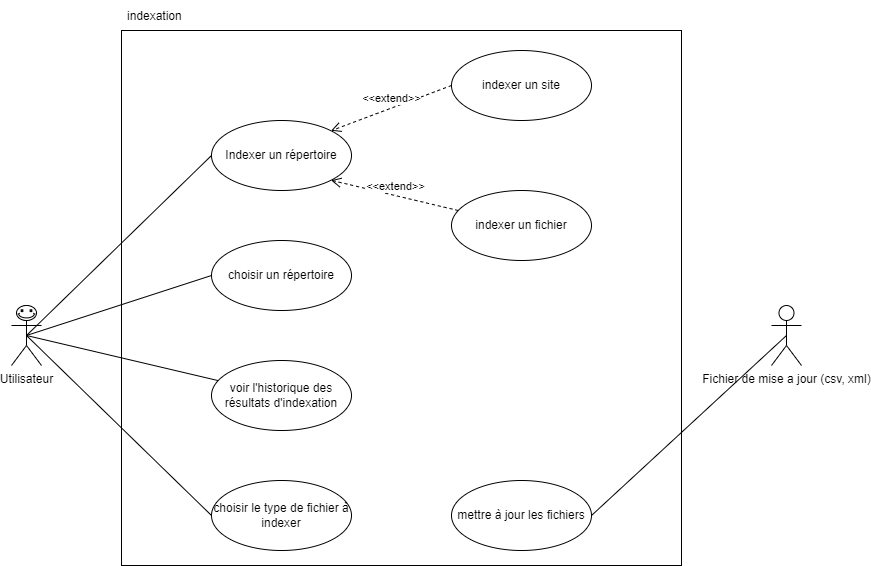 indexation
indexer un site
<<extend>>
Indexer un répertoire
<<extend>>
indexer un fichier
choisir un répertoire
Utilisateur
Fichier de mise a jour (csv, xml)
voir l'historique des
résultats d'indexation
choisir le type de fichier à
indexer
mettre à jour les fichiers